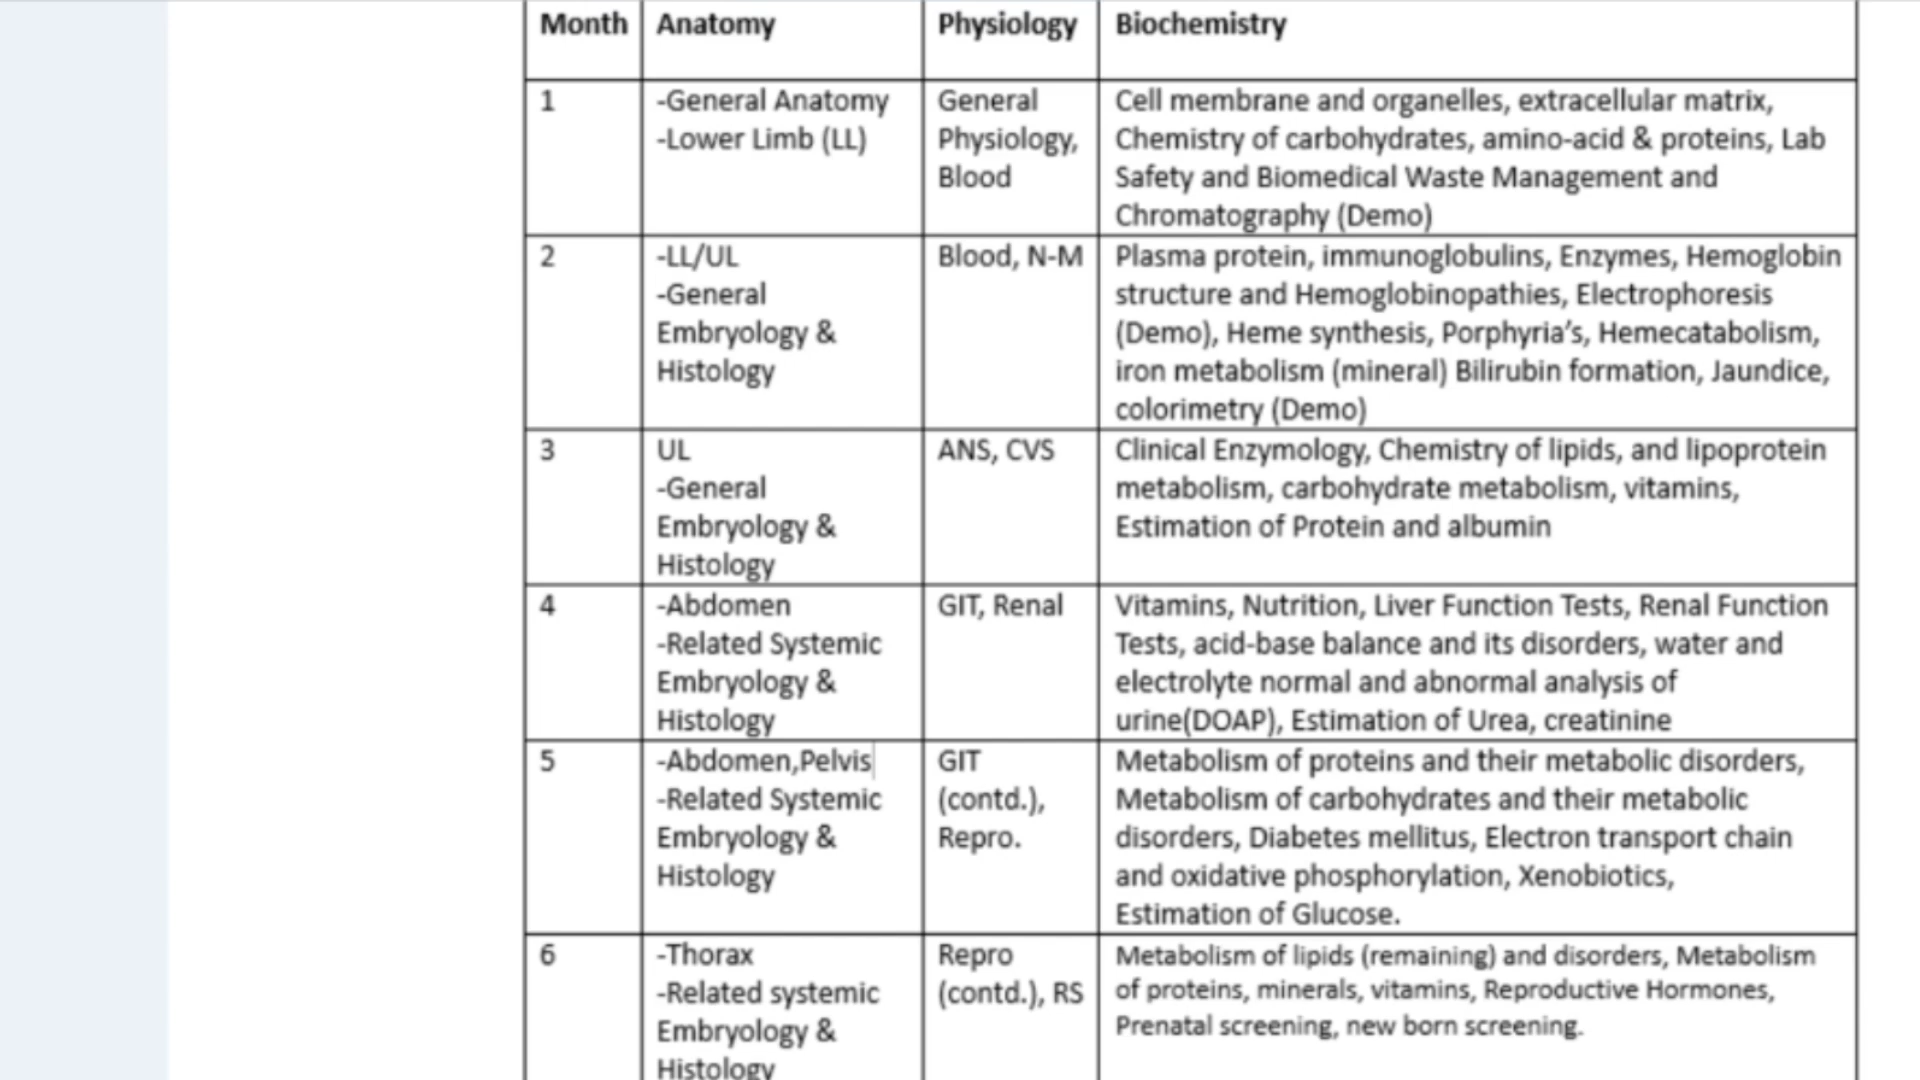 Month Anatomy Physiology Biochemistry
1 -General Anatomy General Cell membrane and organelles, extracellular matrix,
-Lower Limb (LL) Physiology, Chemistry of carbohydrates, amino-acid & proteins, Lab
Blood Safety and Biomedical Waste Management and
Chromatography (Demo)
2 -LL/UL Blood, N-M Plasma protein, immunoglobulins, Enzymes, Hemoglobin
-General structure and Hemoglobinopathies, Electrophoresis
Embryology & (Demo), Heme synthesis, Porphyria’s, Hemecatabolism,
Histology iron metabolism (mineral) Bilirubin formation, Jaundice,
colorimetry (Demo)
3 UL ANS, CVS Clinical Enzymology, Chemistry of lipids, and lipoprotein
-General metabolism, carbohydrate metabolism, vitamins,
Embryology & Estimation of Protein and albumin
Histology
4 -Abdomen GIT, Renal Vitamins, Nutrition, Liver Function Tests, Renal Function
-Related Systemic Tests, acid-base balance and its disorders, water and
Embryology & electrolyte normal and abnormal analysis of
Histology urine(DOAP), Estimation of Urea, creatinine
5 -Abdomen,Pelvis GIT Metabolism of proteins and their metabolic disorders,
-Related Systemic (contd.), Metabolism of carbohydrates and their metabolic
Embryology & Repro. disorders, Diabetes mellitus, Electron transport chain
Histology and oxidative phosphorylation, Xenobiotics,
Estimation of Glucose.
6 -Thorax Repro Metabolism of lipids (remaining) and disorders, Metabolism
-Related systemic (contd.), RS of proteins, minerals, vitamins, Reproductive Hormones,
Embryology & Prenatal screening, new born screening.
Histology